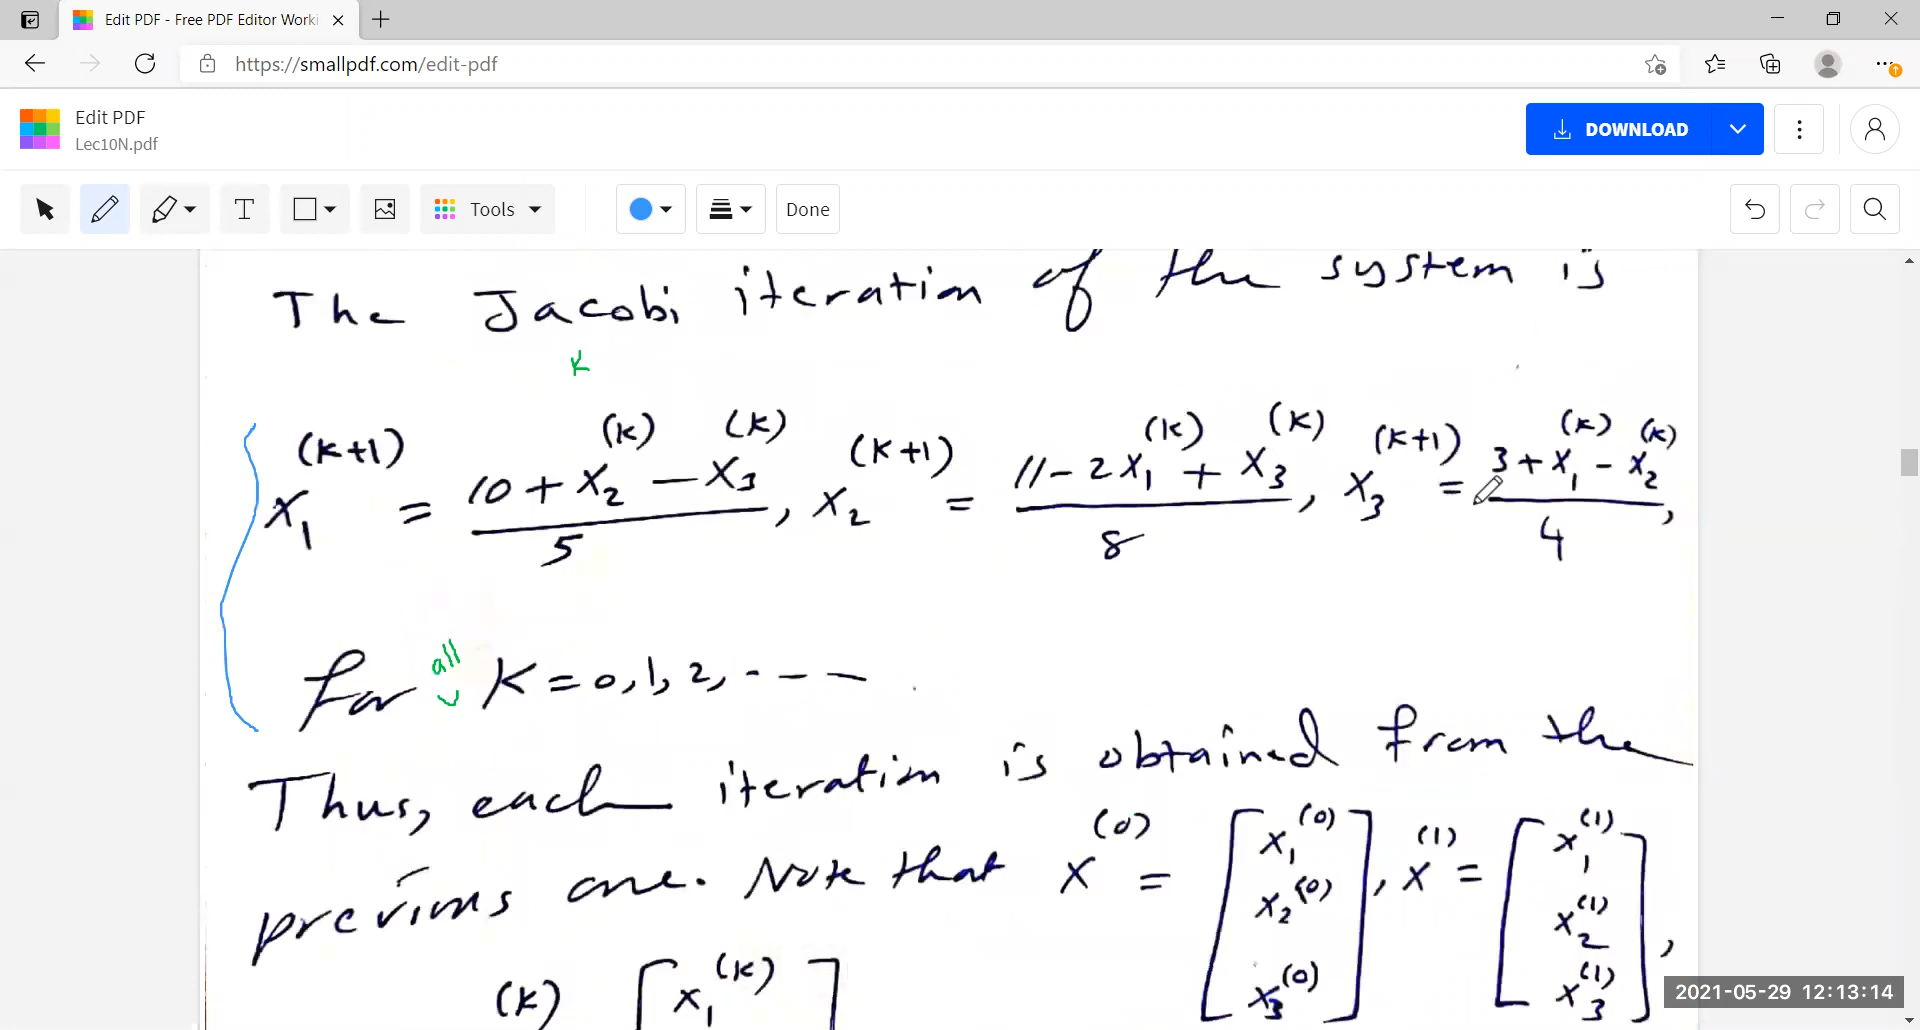 Edit PDF - Free PDF Editor Worki
https://smallpdf.com/edit-pdf
Edit PDF
Lec10N.pdf
DOWNLOAD
T Tools Done
The Jacobi iteration of the system is
K
x₁^(k+1) = (10 + x₂^(k) - x₃^(k))/5, x₂^(k+1) = (11 - 2x₁^(k) + x₃^(k))/8, x₃^(k+1) = (3 + x₁^(k) - x₂^(k))/4,
all
For K = 0, 1, 2, ---
Thus, each iteration is obtained from the
previous one. Note that x^(0) = [x₁^(0) x₂^(0) x₃^(0)], x^(1) = [x₁^(1) x₂^(1) x₃^(1)],
(k) [x₁^(k)]
2021-05-29 12:13:14